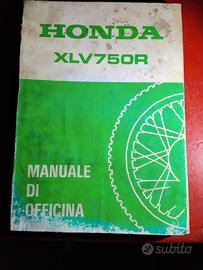 HONDA
XLV750R
MANUALE
DI
OFFICINA
subito